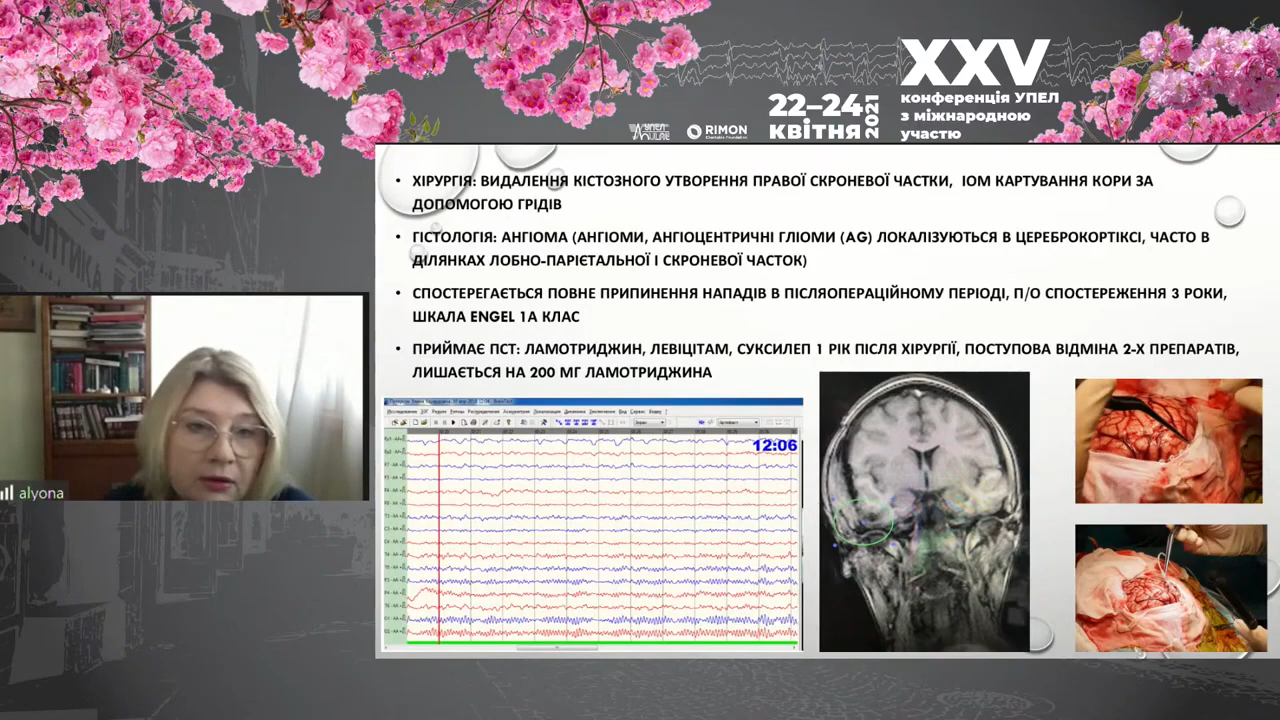 XXV
22–24
квітня
2021
конференція УПЕЛ
з міжнародною
участю
RIMON
ХІРУРГІЯ: ВИДАЛЕННЯ КІСТОЗНОГО УТВОРЕННЯ ПРАВОЇ СКРОНЕВОЇ ЧАСТКИ, ІОМ КАРТУВАННЯ КОРИ ЗА
ДОПОМОГОЮ ГРІДІВ
ГІСТОЛОГІЯ: АНГІОМА (АНГІОМИ, АНГІОЦЕНТРИЧНІ ГЛІОМИ (AG) ЛОКАЛІЗУЮТЬСЯ В ЦЕРЕБРОКОРТІКСІ, ЧАСТО В
ДІЛЯНКАХ ЛОБНО-ПАРІЄТАЛЬНОЇ І СКРОНЕВОЇ ЧАСТОК)
СПОСТЕРЕГАЄТЬСЯ ПОВНЕ ПРИПИНЕННЯ НАПАДІВ В ПІСЛЯОПЕРАЦІЙНОМУ ПЕРІОДІ, П/О СПОСТЕРЕЖЕННЯ 3 РОКИ,
ШКАЛА ENGEL 1А КЛАС
ПРИЙМАЄ ПСТ: ЛАМОТРИДЖИН, ЛЕВІЦІТАМ, СУКСИЛЕП 1 РІК ПІСЛЯ ХІРУРГІЇ, ПОСТУПОВА ВІДМІНА 2-Х ПРЕПАРАТІВ,
ЛИШАЄТЬСЯ НА 200 МГ ЛАМОТРИДЖИНА
12:06
alyona